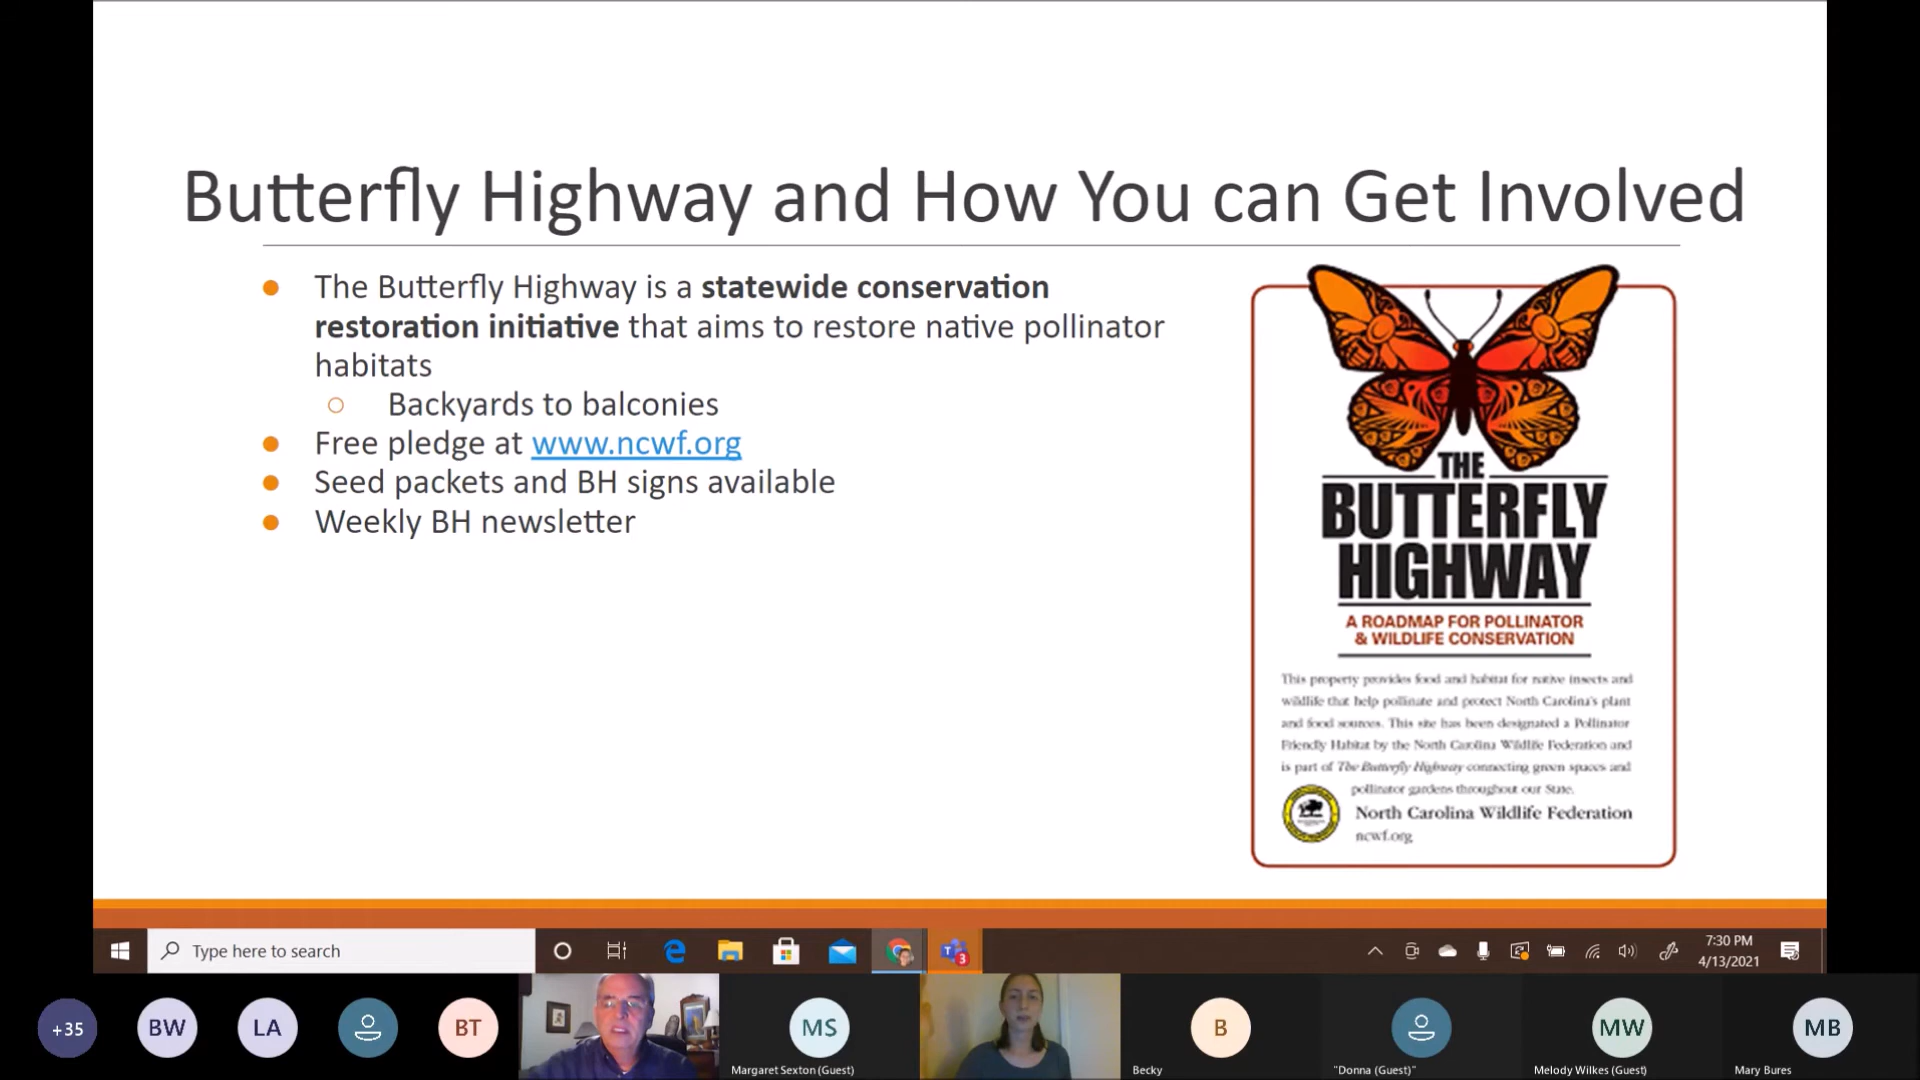 Butterfly Highway and How You can Get Involved
The Butterfly Highway is a statewide conservation
restoration initiative that aims to restore native pollinator
habitats
Backyards to balconies
Free pledge at www.ncwf.org
Seed packets and BH signs available
Weekly BH newsletter
THE
BUTTERFLY
HIGHWAY
A ROADMAP FOR POLLINATOR
& WILDLIFE CONSERVATION
This property provides food and habitat for native insects and
wildlife that help pollinate and protect North Carolina's plant
and food sources. This site has been designated a Pollinator
Friendly Habitat by the North Carolina Wildlife Federation and
is part of The Butterfly Highway connecting green spaces and
pollinator gardens throughout our State.
North Carolina Wildlife Federation
ncwf.org
Type here to search
T
3
7:30 PM
4/13/2021
+35
BW
LA
BT
MS
B
MW
MB
Margaret Sexton (Guest)
Becky
"Donna (Guest)"
Melody Wilkes (Guest)
Mary Bures